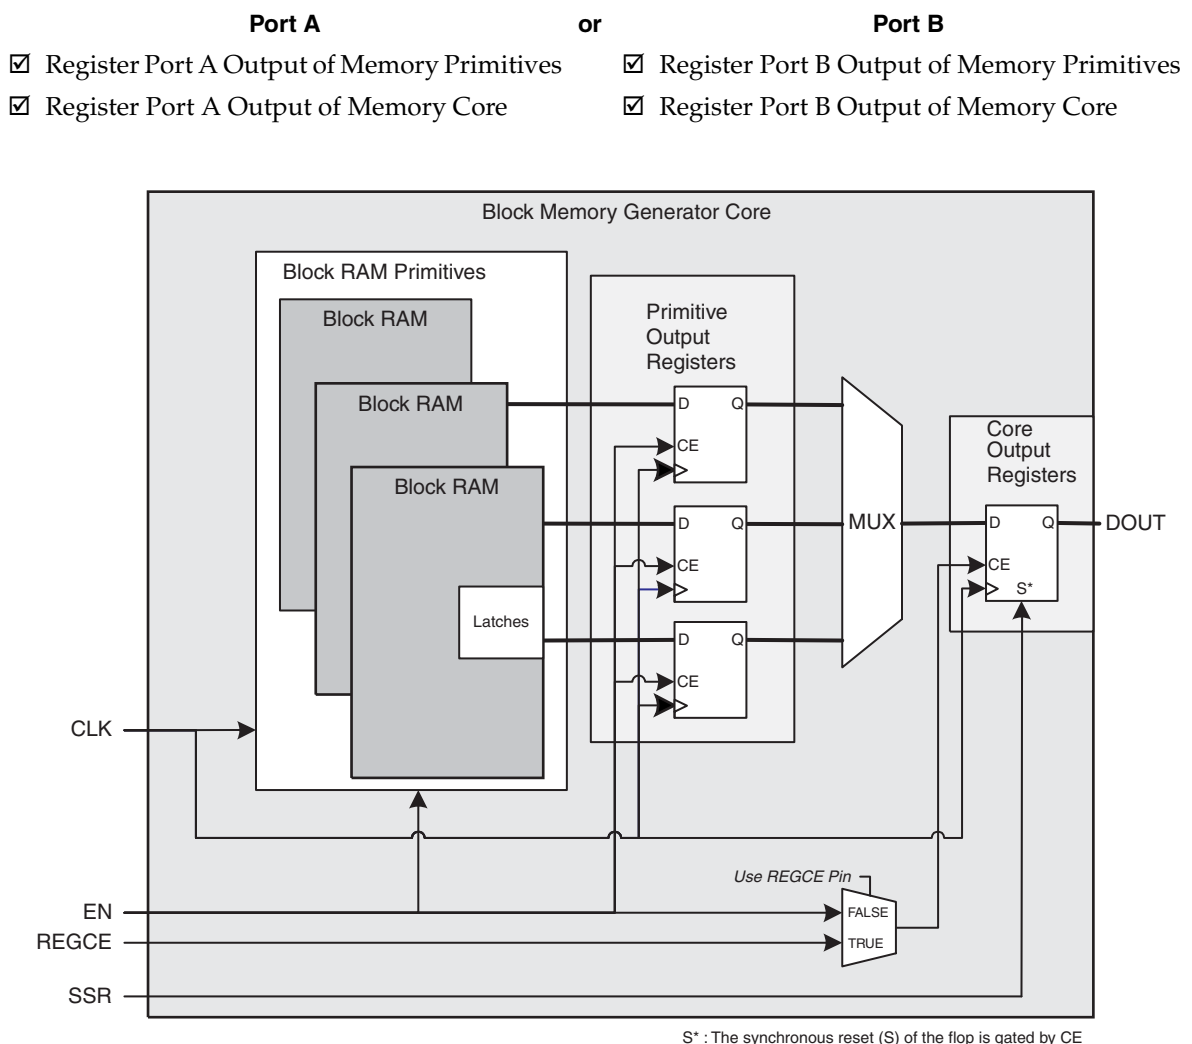 Port A or Port B
☑ Register Port A Output of Memory Primitives ☑ Register Port B Output of Memory Primitives
☑ Register Port A Output of Memory Core ☑ Register Port B Output of Memory Core
Block Memory Generator Core
Block RAM Primitives
Block RAM
Block RAM
Block RAM
Latches
Primitive
Output
Registers
D Q
CE
D Q
CE
D Q
CE
MUX
Core
Output
Registers
D Q
CE
S*
DOUT
CLK
Use REGCE Pin
EN
FALSE
REGCE
TRUE
SSR
S* : The synchronous reset (S) of the flop is gated by CE